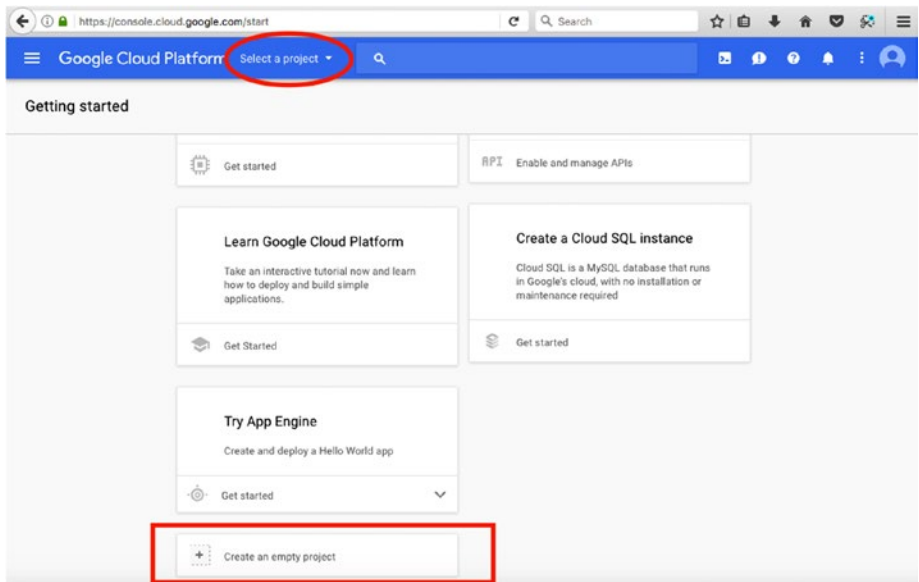 https://console.cloud.google.com/start
Search
Google Cloud Platform
Select a project
Getting started
Get started
API
Enable and manage APIs
Learn Google Cloud Platform
Take an interactive tutorial now and learn
how to deploy and build simple
applications.
Get Started
Create a Cloud SQL instance
Cloud SQL is a MySQL database that runs
in Google's cloud, with no installation or
maintenance required
Get started
Try App Engine
Create and deploy a Hello World app
Get started
Create an empty project